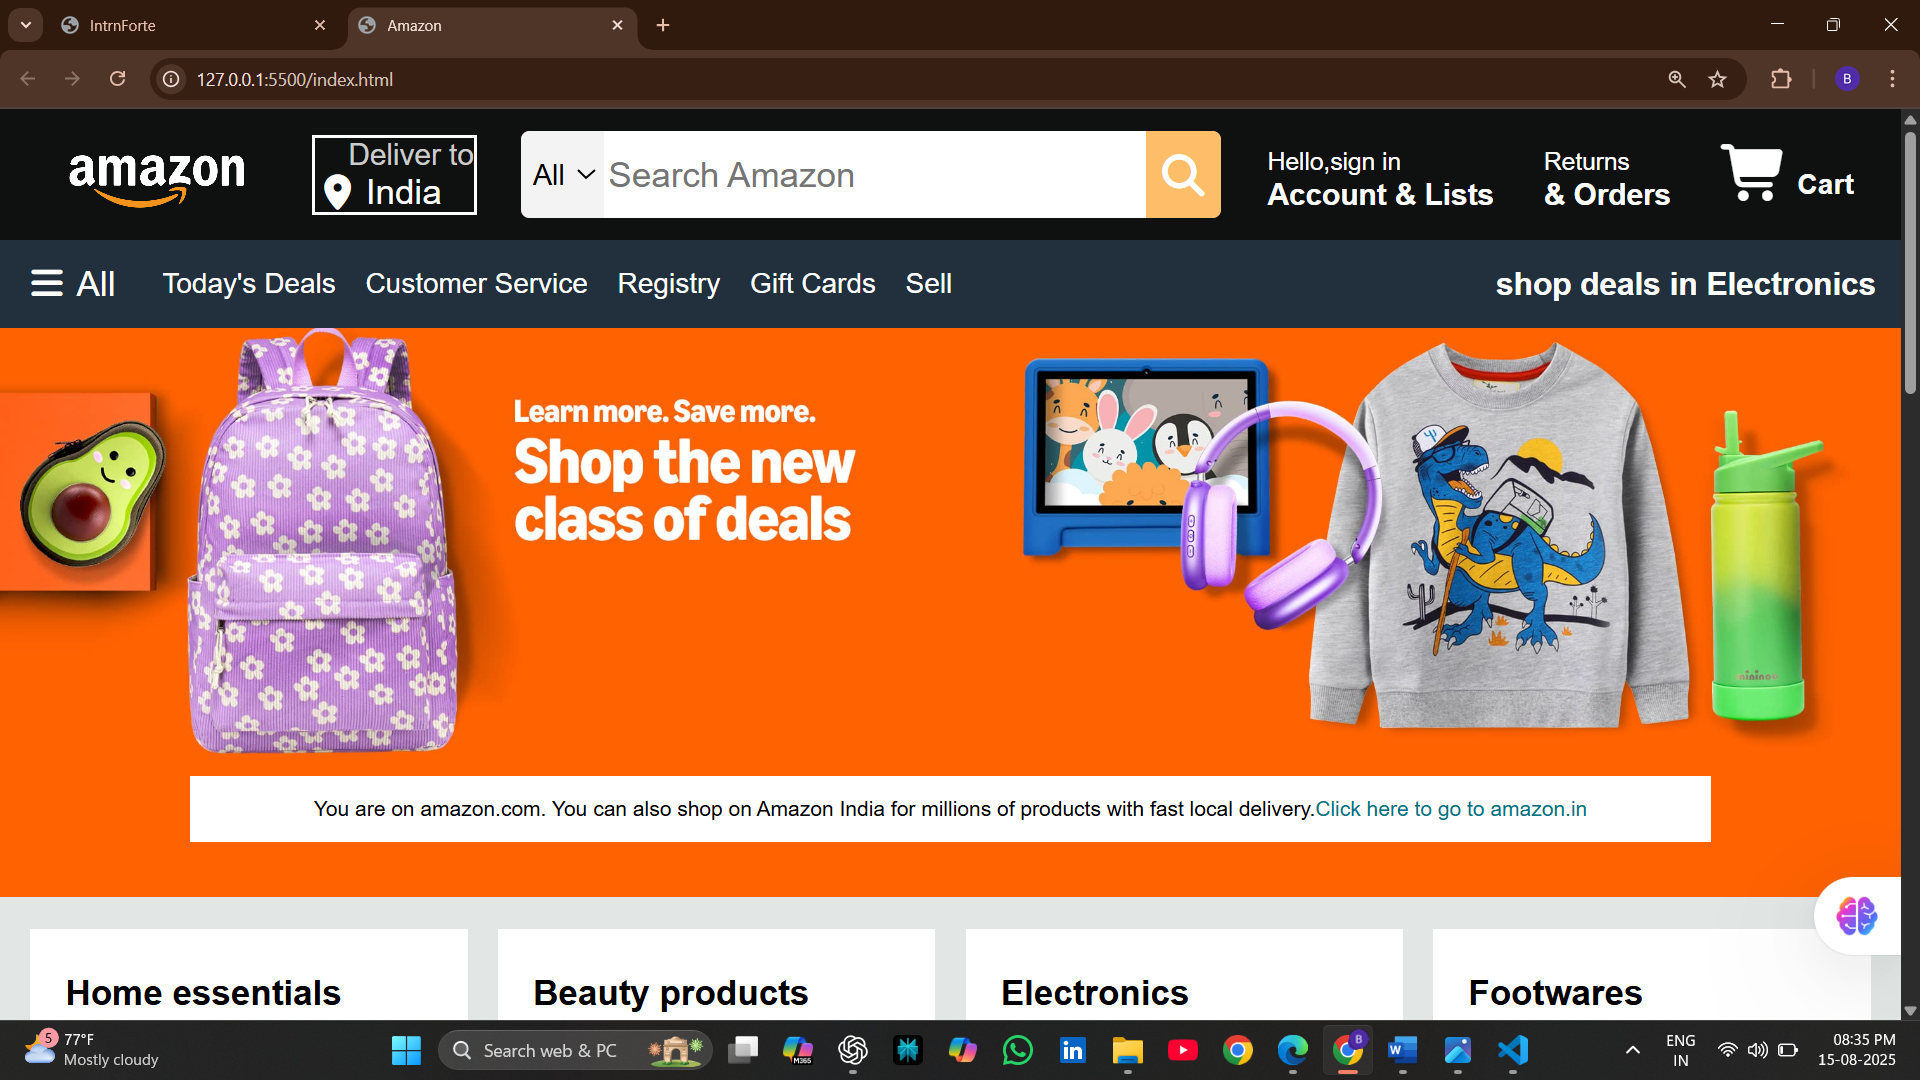 IntrnForte
Amazon
127.0.0.1:5500/index.html
B
amazon
Deliver to
India
All
Search Amazon
Hello,sign in
Account & Lists
Returns
& Orders
Cart
All
Today's Deals
Customer Service
Registry
Gift Cards
Sell
shop deals in Electronics
Learn more. Save more.
Shop the new
class of deals
You are on amazon.com. You can also shop on Amazon India for millions of products with fast local delivery.Click here to go to amazon.in
Home essentials
Beauty products
Electronics
Footwares
5
77°F
Mostly cloudy
Search web & PC
M365
in
B
W
ENG
IN
08:35 PM
15-08-2025